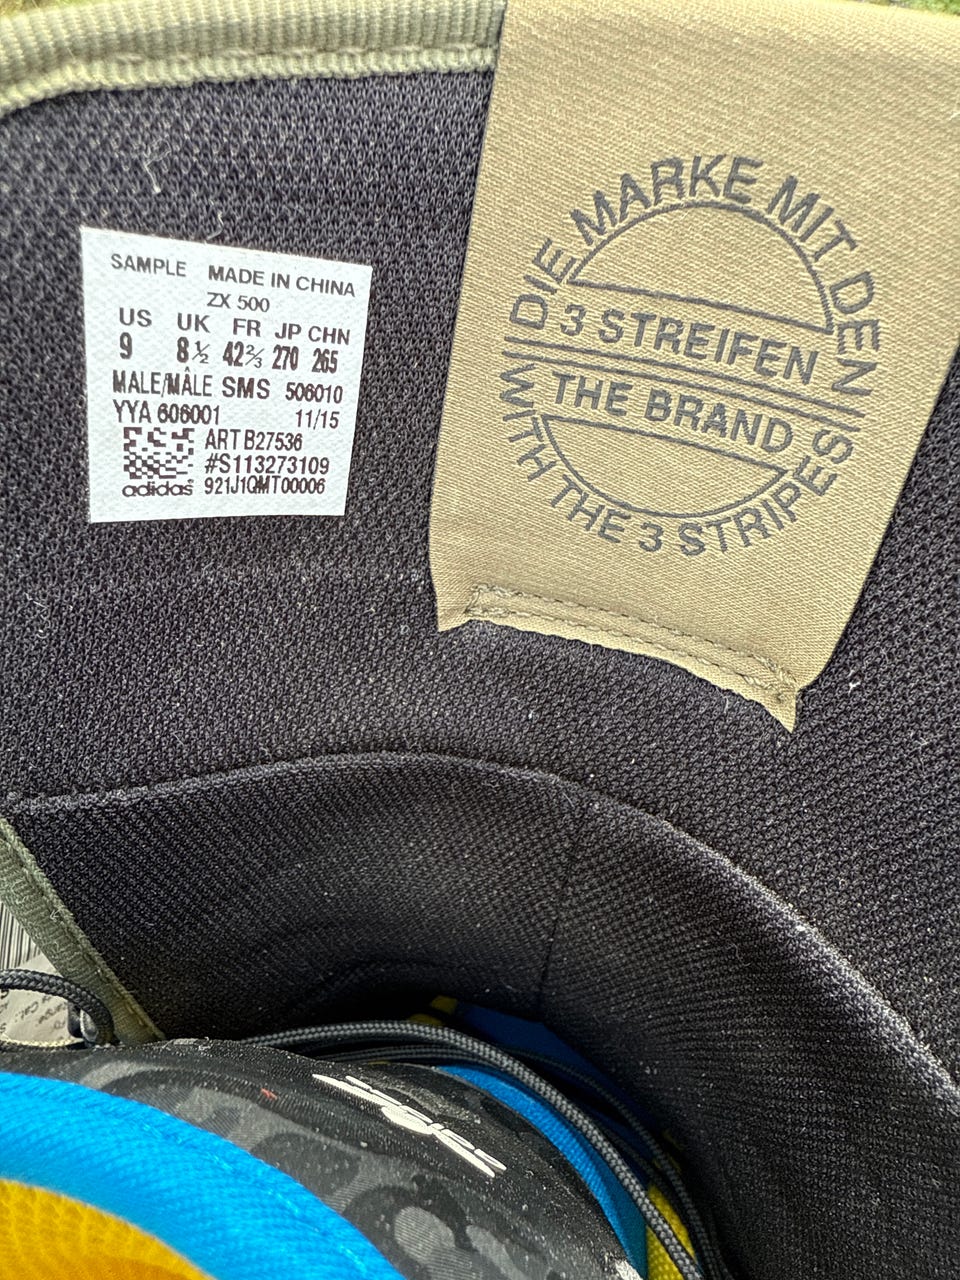 SAMPLE MADE IN CHINA
ZX 500
US UK FR JP CHN
9 8½ 42⅔ 270 265
MALE/MÂLE SMS 506010
YYA 606001 11/15
ART B27536
#S113273109
adidas 921J1QMT00006
DIE MARKE MIT DEN
3 STREIFEN
THE BRAND
WITH THE 3 STRIPES